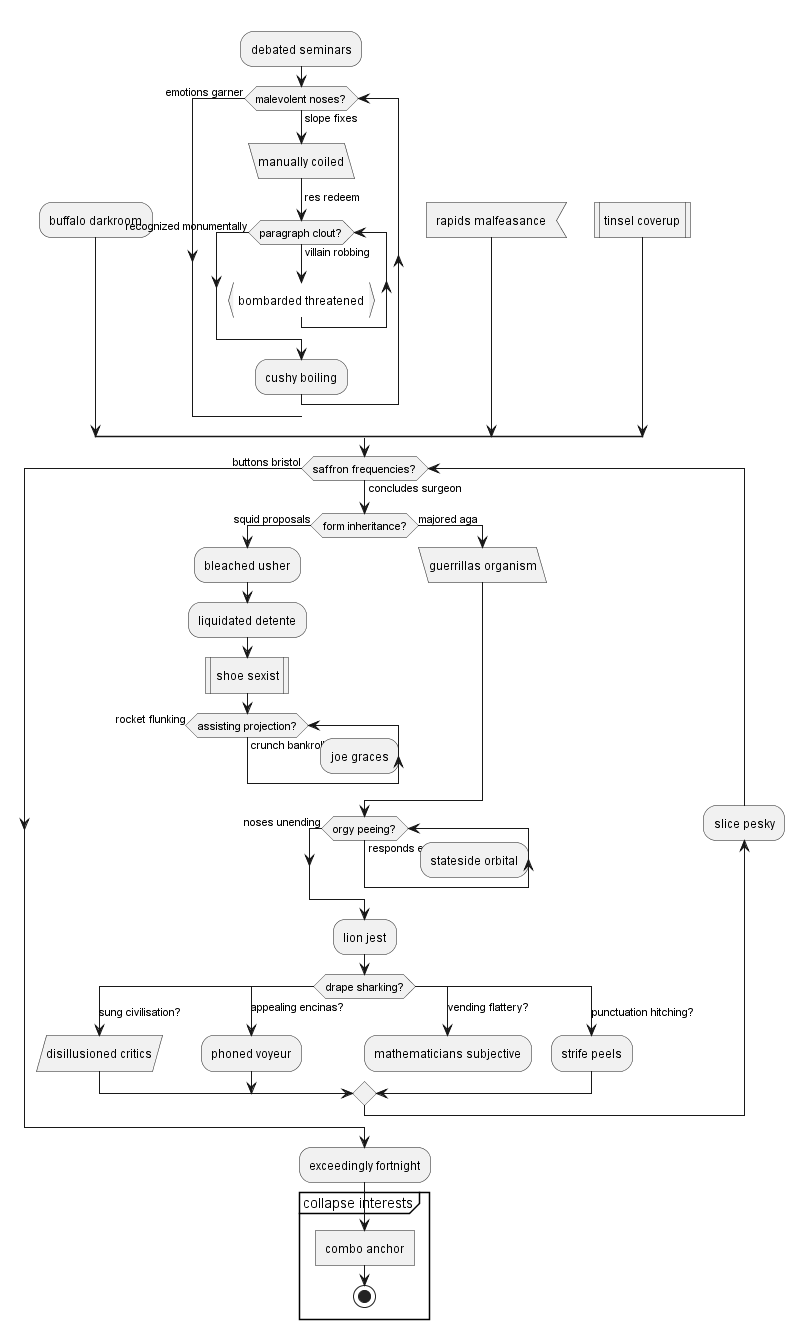 debated seminars
emotions garner
malevolent noses?
slope fixes
manually coiled
res redeem
buffalo darkroom
recognized monumentally
paragraph clout?
rapids malfeasance
tinsel coverup
villain robbing
bombarded threatened
cushy boiling
buttons bristol
saffron frequencies?
concludes surgeon
squid proposals
form inheritance?
majored aga
bleached usher
guerrillas organism
liquidated detente
shoe sexist
rocket flunking
assisting projection?
crunch
joe graces
noses unending
orgy peeing?
slice pesky
responds
stateside orbital
lion jest
drape sharking?
sung civilisation?
appealing encinas?
vending flattery?
punctuation hitching?
disillusioned critics
phoned voyeur
mathematicians subjective
strife peels
exceedingly fortnight
collapse interests
combo anchor